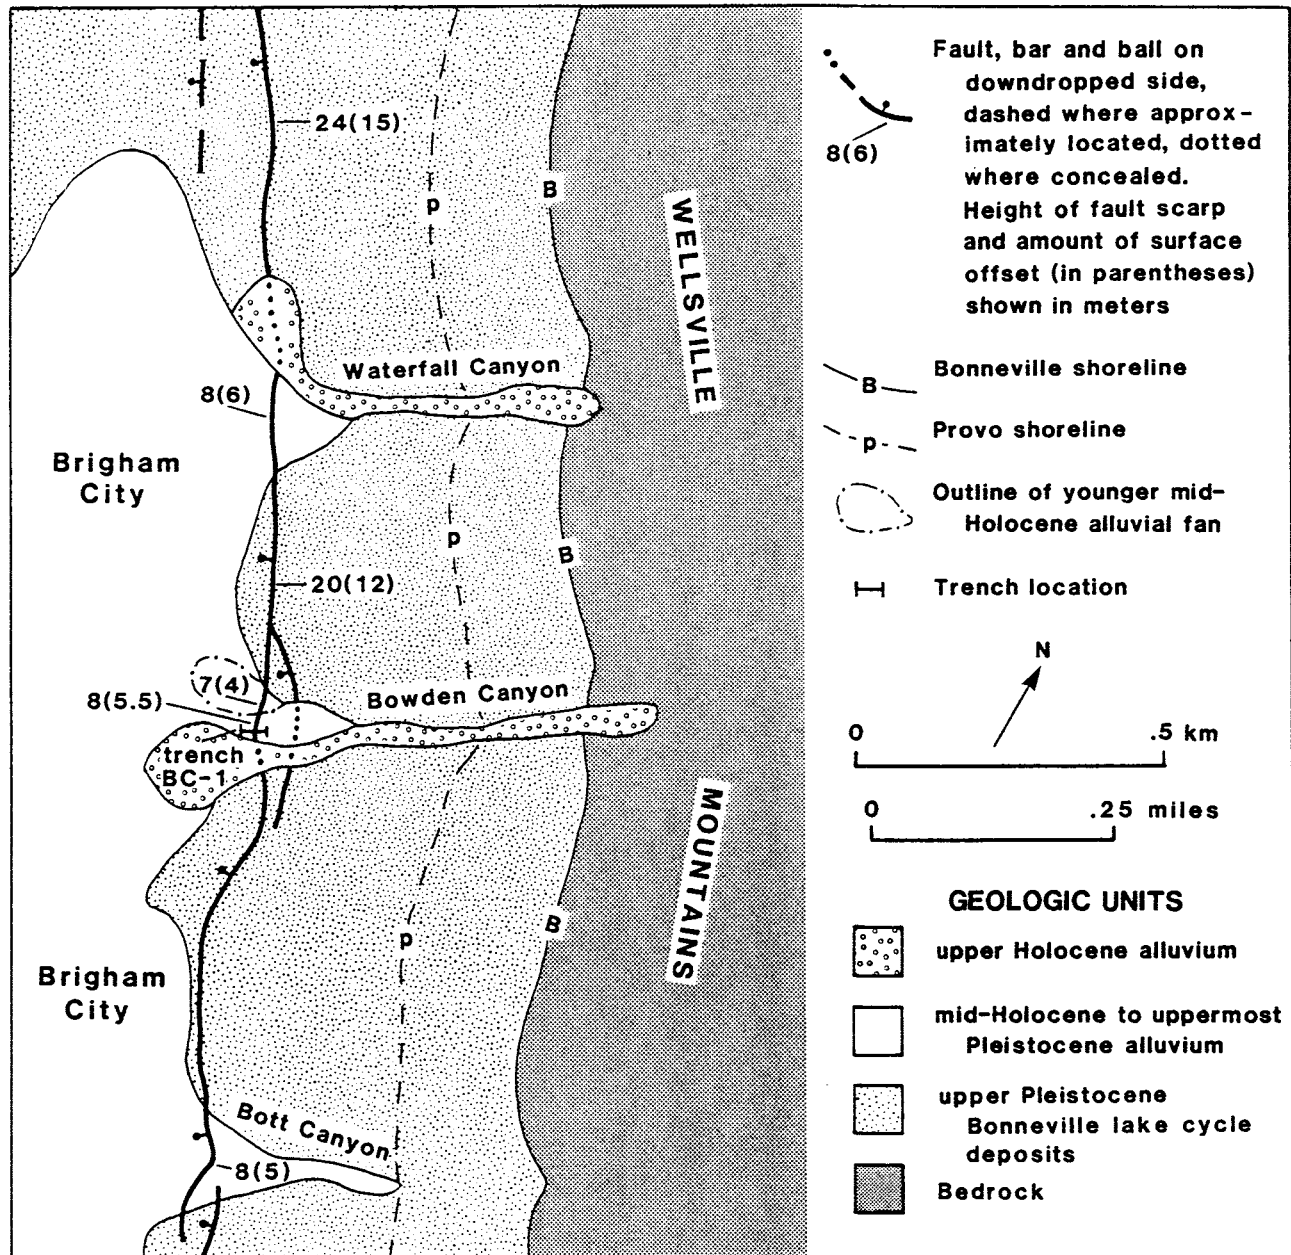 24(15)
B
p
WELLSVILLE
Waterfall Canyon
8(6)
Brigham
City
p
B
20(12)
7(4)
8(5.5)
Bowden Canyon
trench
BC-1
MOUNTAINS
B
p
Brigham
City
Bott Canyon
8(5)
Fault, bar and ball on
downdropped side,
dashed where approx-
imately located, dotted
where concealed.
Height of fault scarp
and amount of surface
offset (in parentheses)
shown in meters
8(6)
B
Bonneville shoreline
p
Provo shoreline
Outline of younger mid-
Holocene alluvial fan
Trench location
N
0 .5 km
0 .25 miles
GEOLOGIC UNITS
upper Holocene alluvium
mid-Holocene to uppermost
Pleistocene alluvium
upper Pleistocene
Bonneville lake cycle
deposits
Bedrock